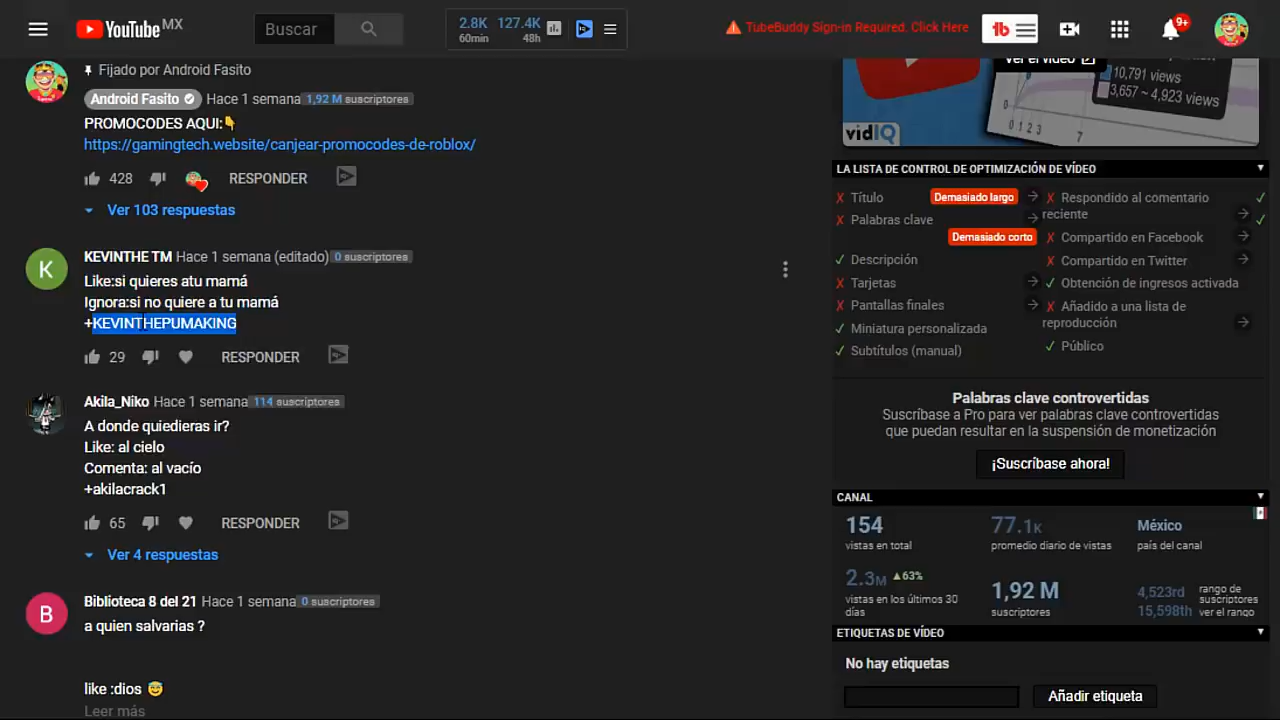 YouTube MX
Buscar
2.8K 127.4K
60min 48h
TubeBuddy Sign-in Required. Click Here
tb
9+
Fijado por Android Fasito
Android Fasito Hace 1 semana 1,92 M suscriptores
PROMOCODES AQUI:👇
https://gamingtech.website/canjear-promocodes-de-roblox/
428 RESPONDER
Ver 103 respuestas
K
KEVINTHE TM Hace 1 semana (editado) 0 suscriptores
Like:si quieres atu mamá
Ignora:si no quiere a tu mamá
+KEVINTHEPUMAKING
29 RESPONDER
Akila_Niko Hace 1 semana 114 suscriptores
A donde quiedieras ir?
Like: al cielo
Comenta: al vacío
+akilacrack1
65 RESPONDER
Ver 4 respuestas
B
Biblioteca 8 del 21 Hace 1 semana 0 suscriptores
a quien salvarias ?
like :dios 😇
Leer más
Ver el vídeo
10,791 views
3,657 ~ 4,923 views
0
0 1 2 3 7
vidIQ
LA LISTA DE CONTROL DE OPTIMIZACIÓN DE VÍDEO
Título Demasiado largo
Palabras clave
Demasiado corto
Descripción
Tarjetas
Pantallas finales
Miniatura personalizada
Subtítulos (manual)
Respondido al comentario
reciente
Compartido en Facebook
Compartido en Twitter
Obtención de ingresos activada
Añadido a una lista de
reproducción
Público
Palabras clave controvertidas
Suscríbase a Pro para ver palabras clave controvertidas
que puedan resultar en la suspensión de monetización
¡Suscríbase ahora!
CANAL
154
vistas en total
77.1K
promedio diario de vistas
México
país del canal
2.3M ▲63%
vistas en los últimos 30
días
1,92 M
suscriptores
4,523rd
15,598th
rango de
suscriptores
ver el rango
ETIQUETAS DE VÍDEO
No hay etiquetas
Añadir etiqueta